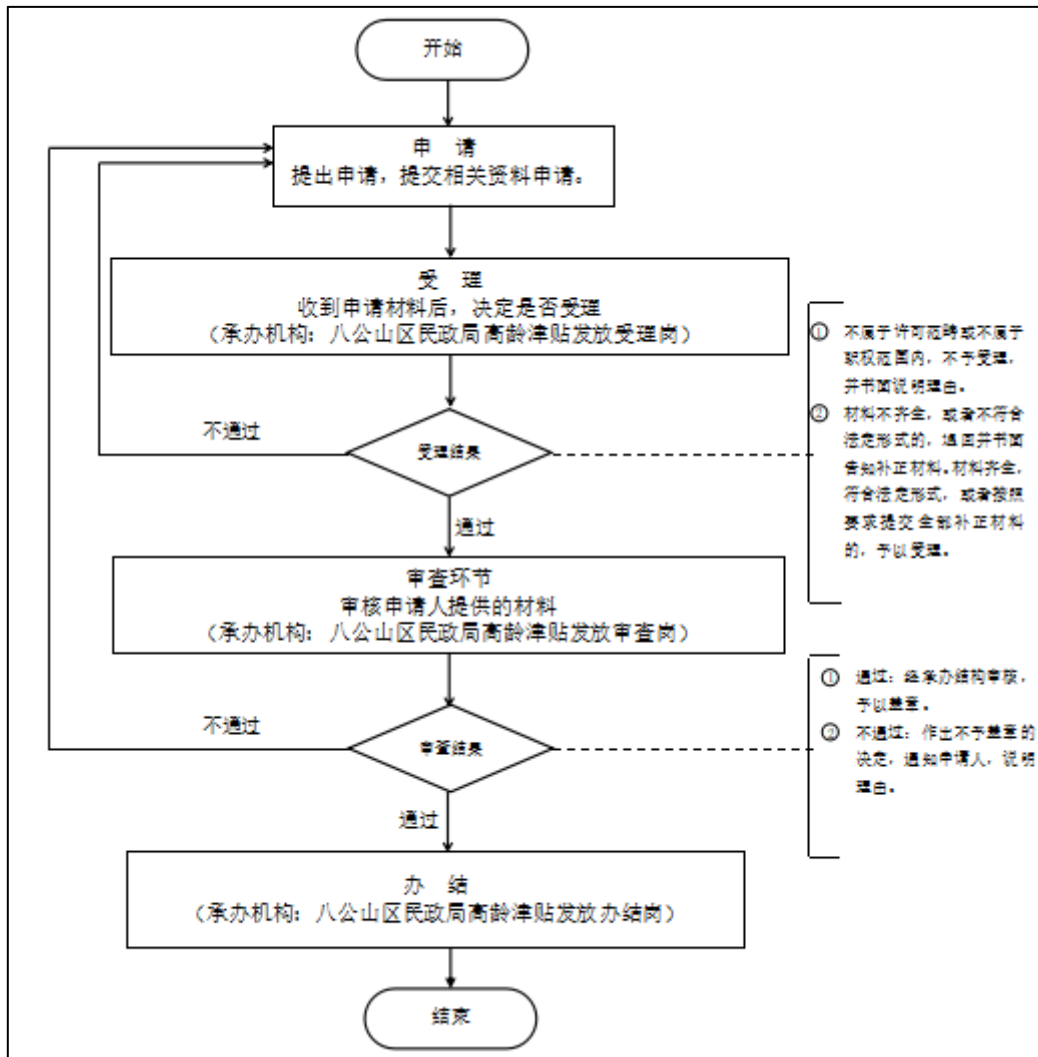 开始
申 请
提出申请，提交相关资料申请。
受 理
收到申请材料后，决定是否受理
（承办机构：八公山区民政局高龄津贴发放受理岗）
① 不属于许可范畴或不属于
职权范围内，不予受理，
并书面说明理由。
② 材料不齐全，或者不符合
法定形式的，退回并书面
告知补正材料。材料齐全，
符合法定形式，或者按照
要求提交全部补正材料
的，予以受理。
不通过
受理结果
通过
审查环节
审核申请人提供的材料
（承办机构：八公山区民政局高龄津贴发放审查岗）
① 通过：经承办结构审核，
予以盖章。
② 不通过：作出不予盖章的
决定，通知申请人，说明
理由。
不通过
审查结果
通过
办 结
（承办机构：八公山区民政局高龄津贴发放办结岗）
结束